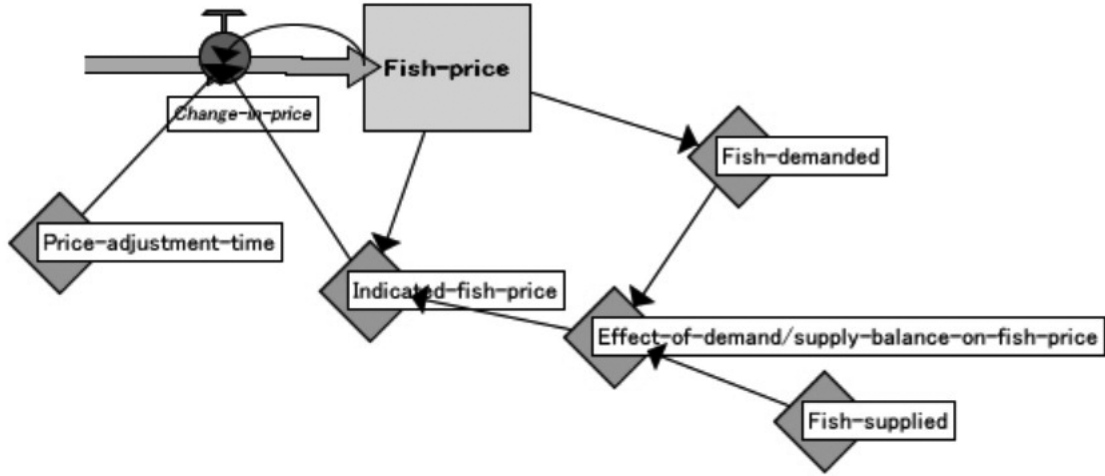 Fish-price
Change-in-price
Fish-demanded
Price-adjustment-time
Indicated-fish-price
Effect-of-demand/supply-balance-on-fish-price
Fish-supplied